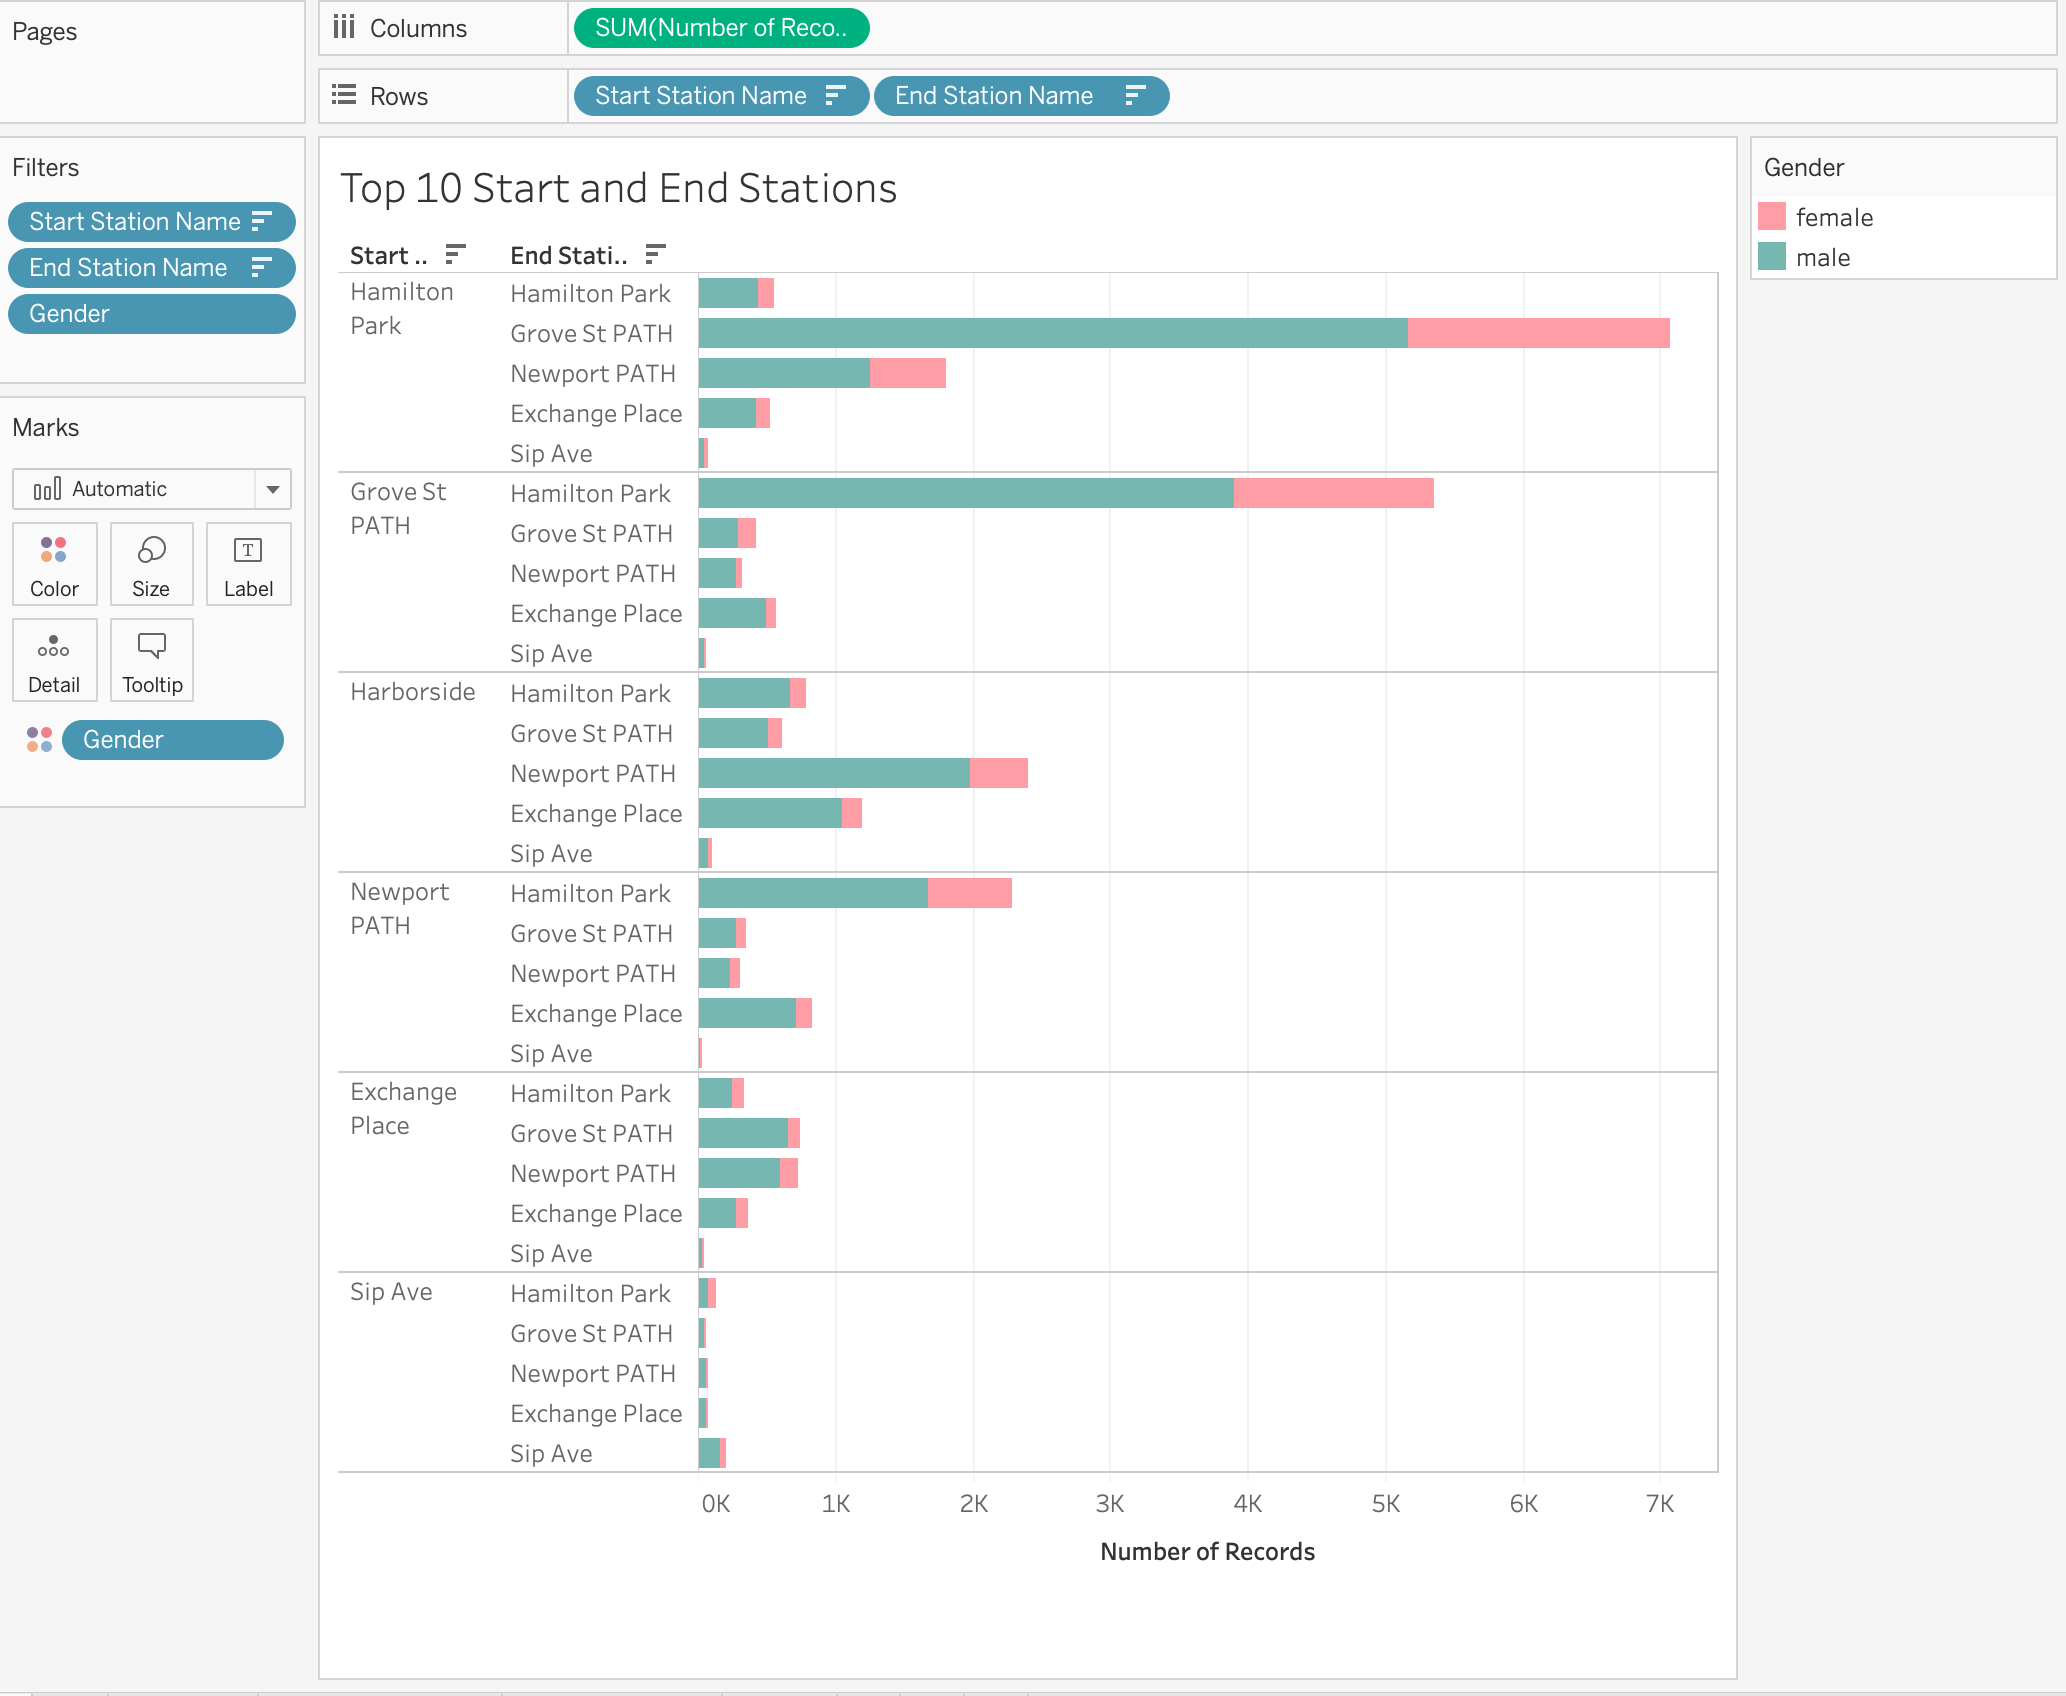 Pages
Columns
SUM(Number of Reco..
Rows
Start Station Name
End Station Name
Filters
Start Station Name
End Station Name
Gender
Marks
Automatic
Color
Size
Label
Detail
Tooltip
Gender
Top 10 Start and End Stations
Start ..
End Stati..
Hamilton
Park
Hamilton Park
Grove St PATH
Newport PATH
Exchange Place
Sip Ave
Grove St
PATH
Hamilton Park
Grove St PATH
Newport PATH
Exchange Place
Sip Ave
Harborside
Hamilton Park
Grove St PATH
Newport PATH
Exchange Place
Sip Ave
Newport
PATH
Hamilton Park
Grove St PATH
Newport PATH
Exchange Place
Sip Ave
Exchange
Place
Hamilton Park
Grove St PATH
Newport PATH
Exchange Place
Sip Ave
Sip Ave
Hamilton Park
Grove St PATH
Newport PATH
Exchange Place
Sip Ave
0K 1K 2K 3K 4K 5K 6K 7K
Number of Records
Gender
female
male